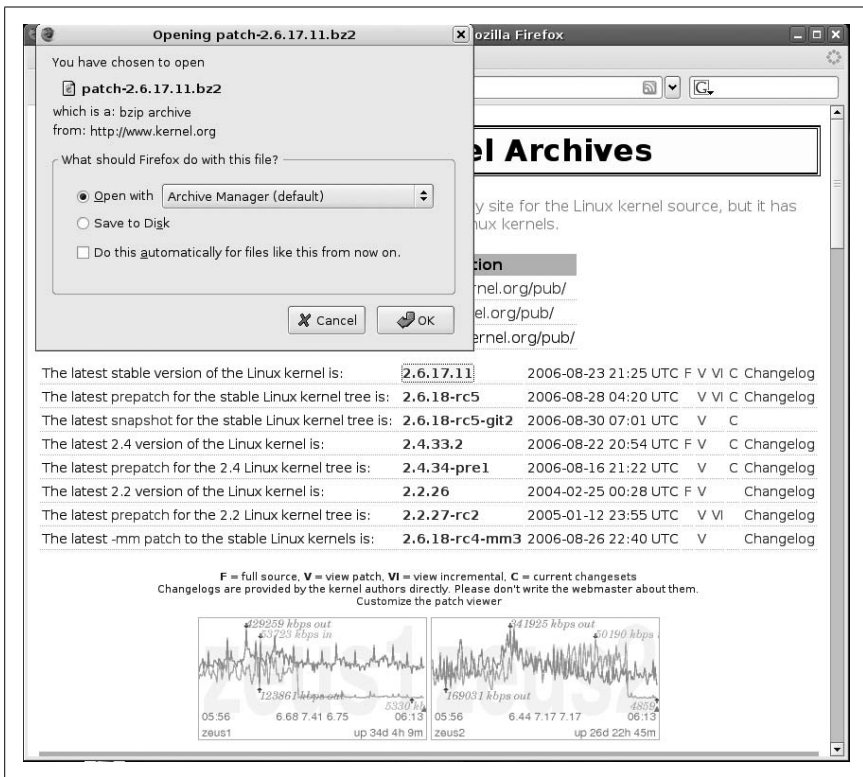 Opening patch-2.6.17.11.bz2
ozilla Firefox
You have chosen to open
patch-2.6.17.11.bz2
which is a: bzip archive
from: http://www.kernel.org
What should Firefox do with this file?
Open with Archive Manager (default)
Save to Disk
Do this automatically for files like this from now on.
Cancel OK
G
el Archives
y site for the Linux kernel source, but it has
nux kernels.
tion
rnel.org/pub/
el.org/pub/
ernel.org/pub/
The latest stable version of the Linux kernel is: 2.6.17.11 2006-08-23 21:25 UTC F V VI C Changelog
The latest prepatch for the stable Linux kernel tree is: 2.6.18-rc5 2006-08-28 04:20 UTC V VI C Changelog
The latest snapshot for the stable Linux kernel tree is: 2.6.18-rc5-git2 2006-08-30 07:01 UTC V C
The latest 2.4 version of the Linux kernel is: 2.4.33.2 2006-08-22 20:54 UTC F V C Changelog
The latest prepatch for the 2.4 Linux kernel tree is: 2.4.34-pre1 2006-08-16 21:22 UTC V C Changelog
The latest 2.2 version of the Linux kernel is: 2.2.26 2004-02-25 00:28 UTC F V Changelog
The latest prepatch for the 2.2 Linux kernel tree is: 2.2.27-rc2 2005-01-12 23:55 UTC V VI Changelog
The latest -mm patch to the stable Linux kernels is: 2.6.18-rc4-mm3 2006-08-26 22:40 UTC V Changelog
F = full source, V = view patch, VI = view incremental, C = current changesets
Changelogs are provided by the kernel authors directly. Please don't write the webmaster about them.
Customize the patch viewer
zeus1
429259 kbps out
53723 kbps in
123861 kbps out
5330 kb
05:56 6.68 7.41 6.75 06:13
zeus1 up 34d 4h 9m
zeus2
341925 kbps out
50190 kbps
169031 kbps out
4859
05:56 6.44 7.17 7.17 06:13
zeus2 up 26d 22h 45m